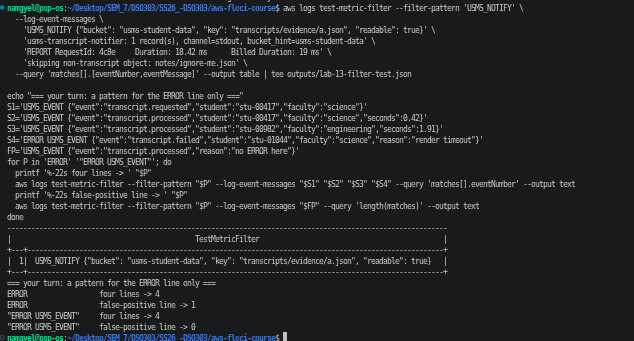 namgyel@pop-os:~/Desktop/SEM_7/DSO303/SS26_-DSO303/aws-floci-course$ aws logs test-metric-filter --filter-pattern 'USMS_NOTIFY' \
--log-event-messages \
'USMS_NOTIFY {"bucket": "usms-student-data", "key": "transcripts/evidence/a.json", "readable": true}' \
'usms-transcript-notifier: 1 record(s), channel=stdout, bucket_hint=usms-student-data' \
'REPORT RequestId: 4c8e     Duration: 18.42 ms      Billed Duration: 19 ms' \
'skipping non-transcript object: notes/ignore-me.json' \
--query 'matches[].[eventNumber,eventMessage]' --output table | tee outputs/lab-13-filter-test.json
echo "=== your turn: a pattern for the ERROR line only ==="
S1='USMS_EVENT {"event":"transcript.requested","student":"stu-00417","faculty":"science"}'
S2='USMS_EVENT {"event":"transcript.processed","student":"stu-00417","faculty":"science","seconds":0.42}'
S3='USMS_EVENT {"event":"transcript.processed","student":"stu-00982","faculty":"engineering","seconds":1.91}'
S4='ERROR USMS_EVENT {"event":"transcript.failed","student":"stu-01044","faculty":"science","reason":"render timeout"}'
FP='USMS_EVENT {"event":"transcript.processed","reason":"no ERROR here"}'
for P in 'ERROR' '"ERROR USMS_EVENT"'; do
printf '%-22s four lines -> ' "$P"
aws logs test-metric-filter --filter-pattern "$P" --log-event-messages "$S1" "$S2" "$S3" "$S4" --query 'matches[].eventNumber' --output text
printf '%-22s false-positive line -> ' "$P"
aws logs test-metric-filter --filter-pattern "$P" --log-event-messages "$FP" --query 'length(matches)' --output text
done
--------------------------------------------------------------------------------------------------------------
|                                              TestMetricFilter                                              |
+---+--------------------------------------------------------------------------------------------------------+
|  1|  USMS_NOTIFY {"bucket": "usms-student-data", "key": "transcripts/evidence/a.json", "readable": true}   |
+---+--------------------------------------------------------------------------------------------------------+
=== your turn: a pattern for the ERROR line only ===
ERROR                  four lines -> 4
ERROR                  false-positive line -> 1
"ERROR USMS_EVENT"     four lines -> 4
"ERROR USMS_EVENT"     false-positive line -> 0
namgyel@pop-os:~/Desktop/SEM_7/DSO303/SS26_-DSO303/aws-floci-course$